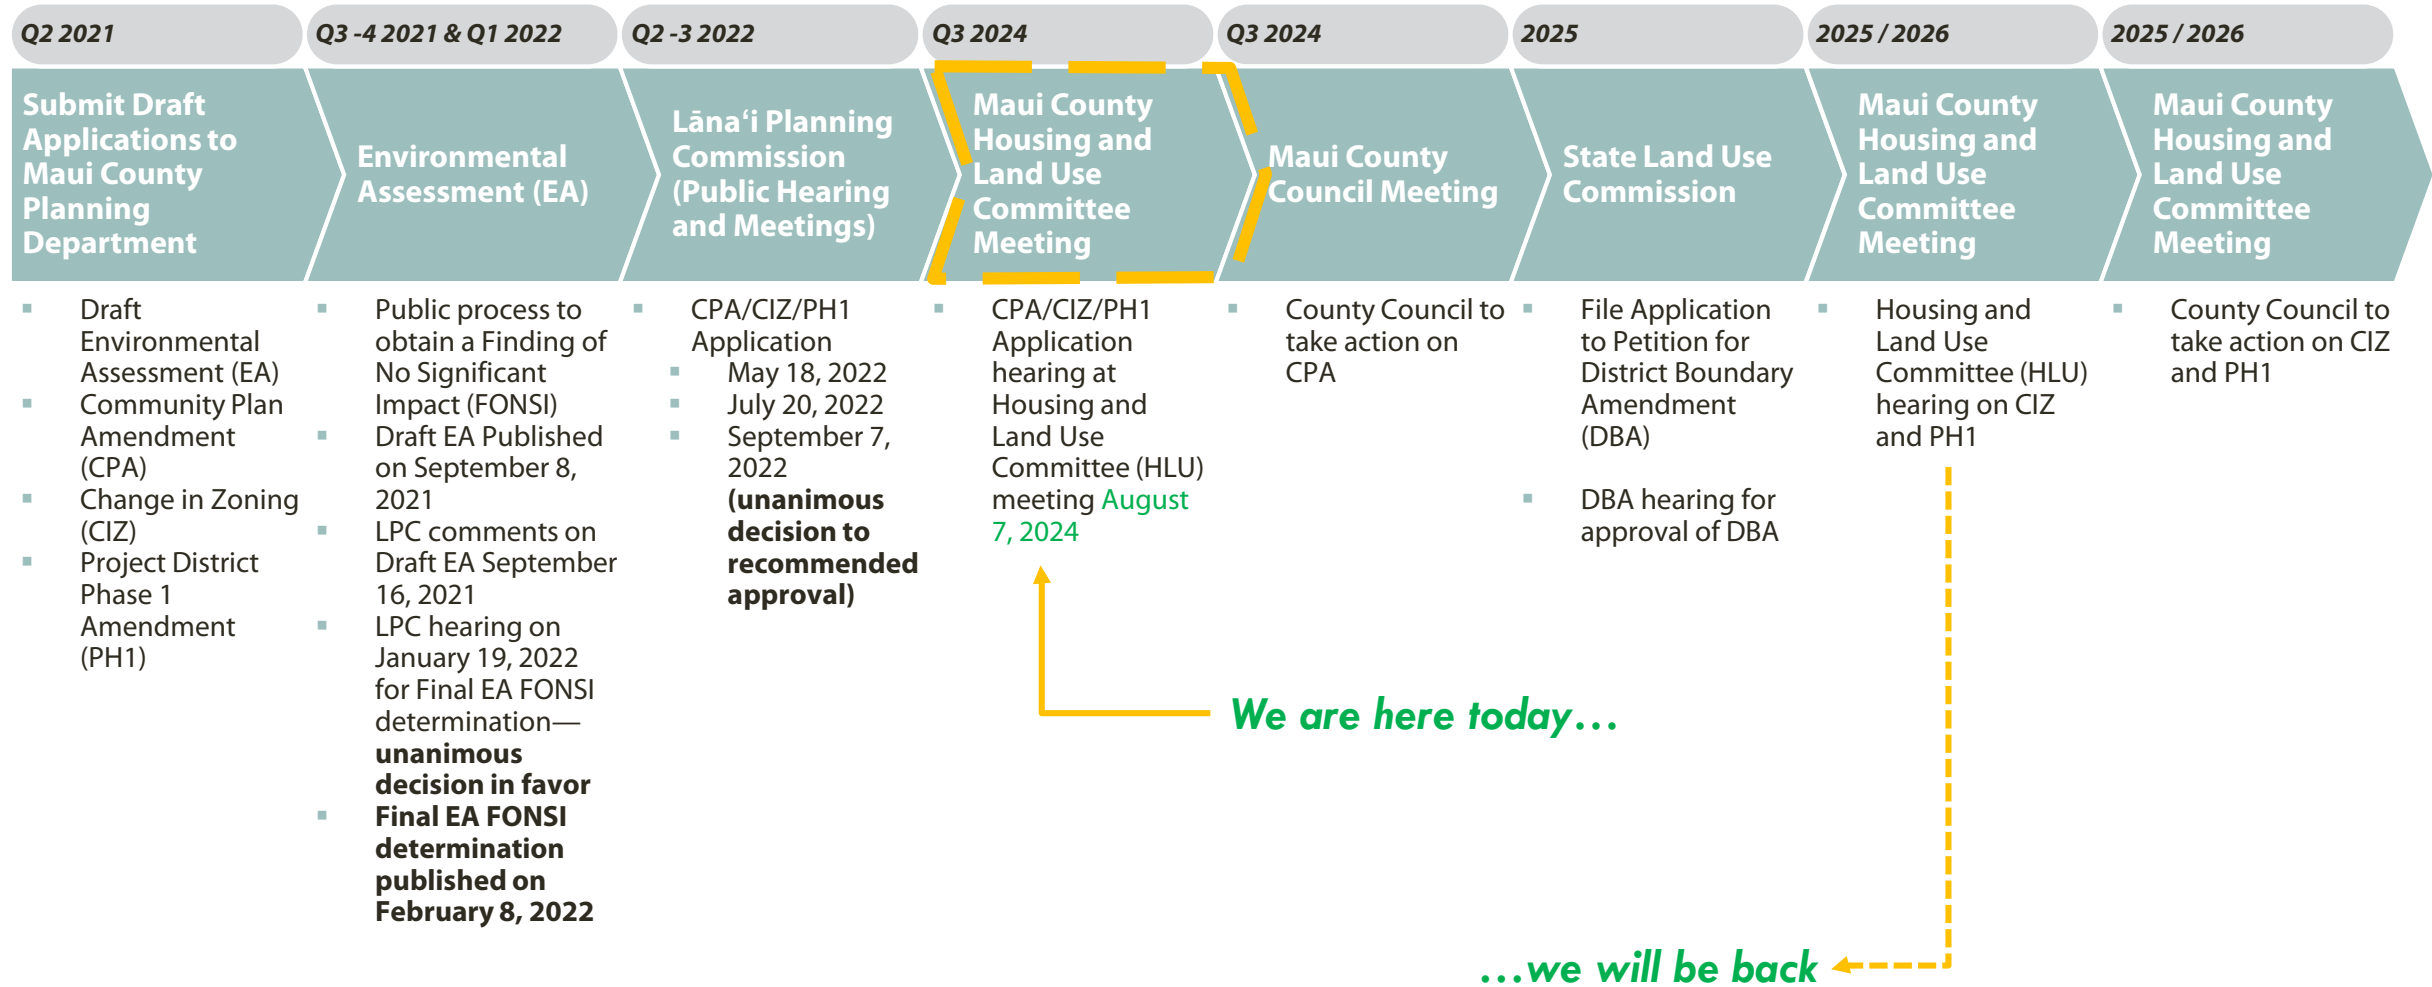 Q2 2021
Submit Draft
Applications to
Maui County
Planning
Department
▪ Draft
Environmental
Assessment (EA)
▪ Community Plan
Amendment
(CPA)
▪ Change in Zoning
(CIZ)
▪ Project District
Phase 1
Amendment
(PH1)
Q3 -4 2021 & Q1 2022
Environmental
Assessment (EA)
▪ Public process to
obtain a Finding of
No Significant
Impact (FONSI)
▪ Draft EA Published
on September 8,
2021
▪ LPC comments on
Draft EA September
16, 2021
▪ LPC hearing on
January 19, 2022
for Final EA FONSI
determination—
unanimous
decision in favor
▪ Final EA FONSI
determination
published on
February 8, 2022
Q2 -3 2022
Lānaʻi Planning
Commission
(Public Hearing
and Meetings)
▪ CPA/CIZ/PH1
Application
▪ May 18, 2022
▪ July 20, 2022
▪ September 7,
2022
(unanimous
decision to
recommended
approval)
Q3 2024
Maui County
Housing and
Land Use
Committee
Meeting
▪ CPA/CIZ/PH1
Application
hearing at
Housing and
Land Use
Committee (HLU)
meeting August
7, 2024
We are here today...
Q3 2024
Maui County
Council Meeting
▪ County Council to
take action on
CPA
2025
State Land Use
Commission
▪ File Application
to Petition for
District Boundary
Amendment
(DBA)
▪ DBA hearing for
approval of DBA
2025 / 2026
Maui County
Housing and
Land Use
Committee
Meeting
▪ Housing and
Land Use
Committee (HLU)
hearing on CIZ
and PH1
...we will be back
2025 / 2026
Maui County
Housing and
Land Use
Committee
Meeting
▪ County Council to
take action on CIZ
and PH1